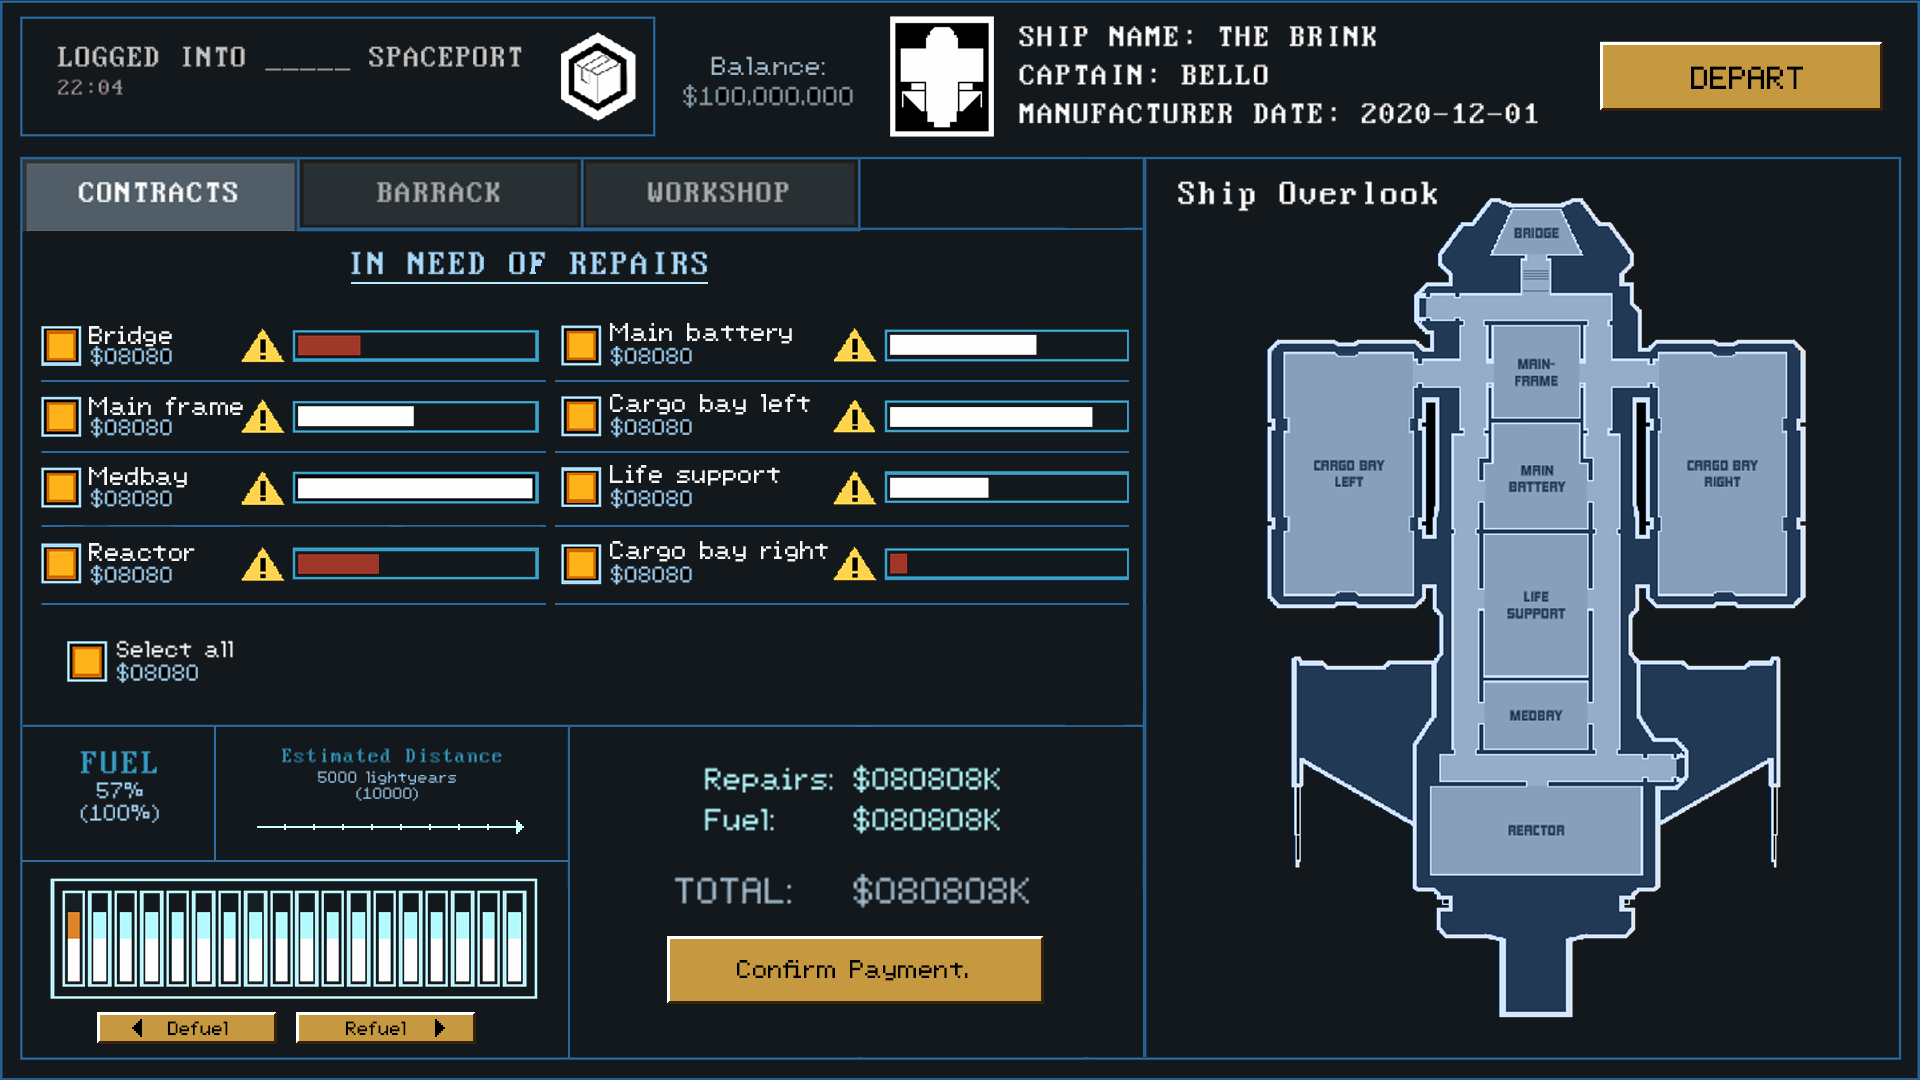 LOGGED INTO _____ SPACEPORT
22:04
Balance:
$100.000.000
SHIP NAME: THE BRINK
CAPTAIN: BELLO
MANUFACTURER DATE: 2020-12-01
DEPART
CONTRACTS
BARRACK
WORKSHOP
IN NEED OF REPAIRS
Bridge
$08080
Main battery
$08080
Main frame
$08080
Cargo bay left
$08080
Medbay
$08080
Life support
$08080
Reactor
$08080
Cargo bay right
$08080
Select all
$08080
FUEL
57%
(100%)
Estimated Distance
5000 lightyears
(10000)
Defuel
Refuel
Repairs: $080808K
Fuel: $080808K
TOTAL: $080808K
Confirm Payment.
Ship Overlook
BRIDGE
MAIN-
FRAME
CARGO BAY
LEFT
MAIN
BATTERY
CARGO BAY
RIGHT
LIFE
SUPPORT
MEDBAY
REACTOR